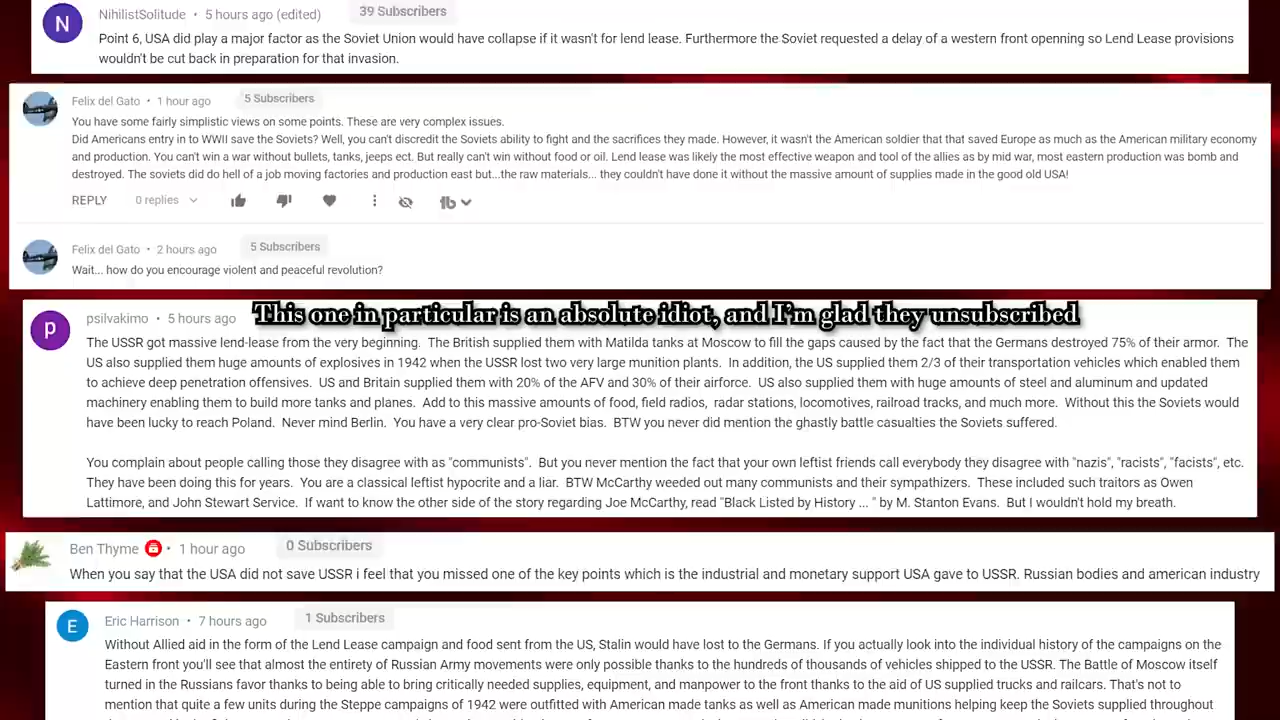 NihilistSolitude • 5 hours ago (edited) 39 Subscribers
Point 6, USA did play a major factor as the Soviet Union would have collapse if it wasn't for lend lease. Furthermore the Soviet requested a delay of a western front openning so Lend Lease provisions
wouldn't be cut back in preparation for that invasion.
Felix del Gato • 1 hour ago 5 Subscribers
You have some fairly simplistic views on some points. These are very complex issues.
Did Americans entry in to WWII save the Soviets? Well, you can't discredit the Soviets ability to fight and the sacrifices they made. However, it wasn't the American soldier that that saved Europe as much as the American military economy
and production. You can't win a war without bullets, tanks, jeeps ect. But really can't win without food or oil. Lend lease was likely the most effective weapon and tool of the allies as by mid war, most eastern production was bomb and
destroyed. The soviets did do hell of a job moving factories and production east but...the raw materials... they couldn't have done it without the massive amount of supplies made in the good old USA!
REPLY 0 replies
Felix del Gato • 2 hours ago 5 Subscribers
Wait... how do you encourage violent and peaceful revolution?
psilvakimo • 5 hours ago
This one in particular is an absolute idiot, and I'm glad they unsubscribed
The USSR got massive lend-lease from the very beginning. The British supplied them with Matilda tanks at Moscow to fill the gaps caused by the fact that the Germans destroyed 75% of their armor. The
US also supplied them huge amounts of explosives in 1942 when the USSR lost two very large munition plants. In addition, the US supplied them 2/3 of their transportation vehicles which enabled them
to achieve deep penetration offensives. US and Britain supplied them with 20% of the AFV and 30% of their airforce. US also supplied them with huge amounts of steel and aluminum and updated
machinery enabling them to build more tanks and planes. Add to this massive amounts of food, field radios, radar stations, locomotives, railroad tracks, and much more. Without this the Soviets would
have been lucky to reach Poland. Never mind Berlin. You have a very clear pro-Soviet bias. BTW you never did mention the ghastly battle casualties the Soviets suffered.
You complain about people calling those they disagree with as "communists". But you never mention the fact that your own leftist friends call everybody they disagree with "nazis", "racists", "facists", etc.
They have been doing this for years. You are a classical leftist hypocrite and a liar. BTW McCarthy weeded out many communists and their sympathizers. These included such traitors as Owen
Lattimore, and John Stewart Service. If want to know the other side of the story regarding Joe McCarthy, read "Black Listed by History ... " by M. Stanton Evans. But I wouldn't hold my breath.
Ben Thyme • 1 hour ago 0 Subscribers
When you say that the USA did not save USSR i feel that you missed one of the key points which is the industrial and monetary support USA gave to USSR. Russian bodies and american industry
Eric Harrison • 7 hours ago 1 Subscribers
Without Allied aid in the form of the Lend Lease campaign and food sent from the US, Stalin would have lost to the Germans. If you actually look into the individual history of the campaigns on the
Eastern front you'll see that almost the entirety of Russian Army movements were only possible thanks to the hundreds of thousands of vehicles shipped to the USSR. The Battle of Moscow itself
turned in the Russians favor thanks to being able to bring critically needed supplies, equipment, and manpower to the front thanks to the aid of US supplied trucks and railcars. That's not to
mention that quite a few units during the Steppe campaigns of 1942 were outfitted with American made tanks as well as American made munitions helping keep the Soviets supplied throughout